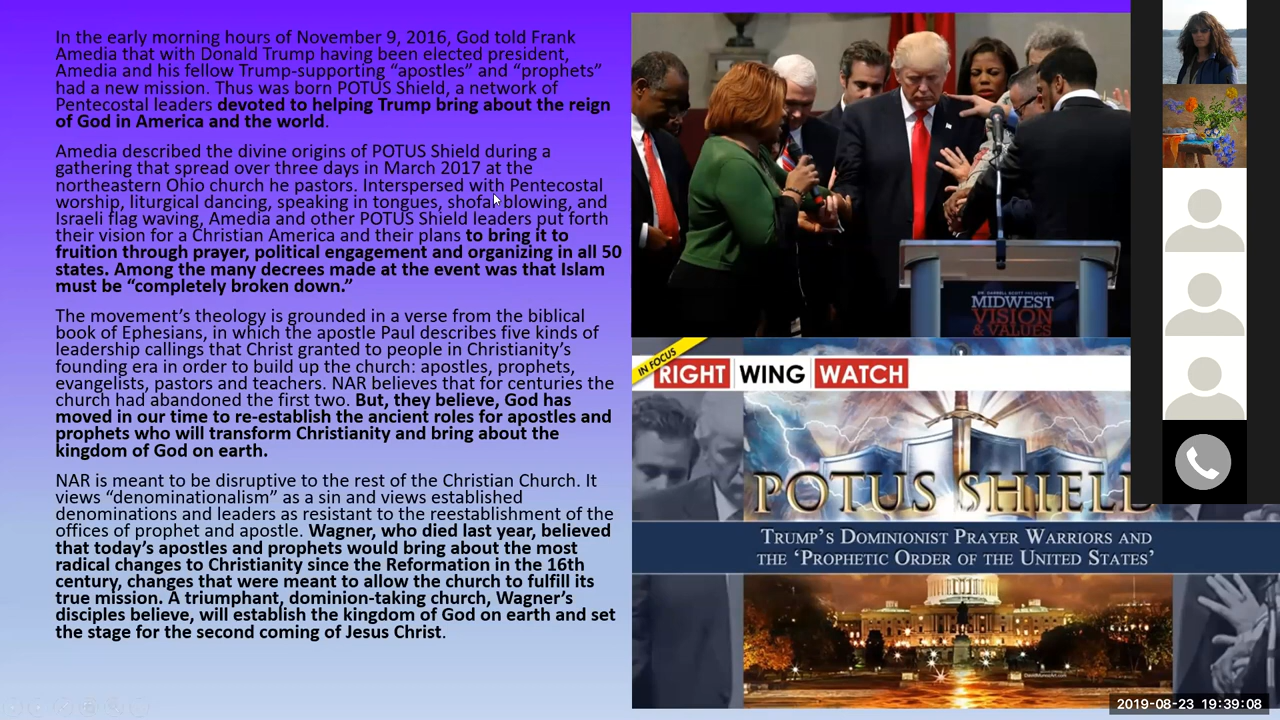 In the early morning hours of November 9, 2016, God told Frank
Amedia that with Donald Trump having been elected president,
Amedia and his fellow Trump-supporting “apostles” and “prophets”
had a new mission. Thus was born POTUS Shield, a network of
Pentecostal leaders devoted to helping Trump bring about the reign
of God in America and the world.
Amedia described the divine origins of POTUS Shield during a
gathering that spread over three days in March 2017 at the
northeastern Ohio church he pastors. Interspersed with Pentecostal
worship, liturgical dancing, speaking in tongues, shofar blowing, and
Israeli flag waving, Amedia and other POTUS Shield leaders put forth
their vision for a Christian America and their plans to bring it to
fruition through prayer, political engagement and organizing in all 50
states. Among the many decrees made at the event was that Islam
must be “completely broken down.”
The movement’s theology is grounded in a verse from the biblical
book of Ephesians, in which the apostle Paul describes five kinds of
leadership callings that Christ granted to people in Christianity’s
founding era in order to build up the church: apostles, prophets,
evangelists, pastors and teachers. NAR believes that for centuries the
church had abandoned the first two. But, they believe, God has
moved in our time to re-establish the ancient roles for apostles and
prophets who will transform Christianity and bring about the
kingdom of God on earth.
NAR is meant to be disruptive to the rest of the Christian Church. It
views “denominationalism” as a sin and views established
denominations and leaders as resistant to the reestablishment of the
offices of prophet and apostle. Wagner, who died last year, believed
that today’s apostles and prophets would bring about the most
radical changes to Christianity since the Reformation in the 16th
century, changes that were meant to allow the church to fulfill its
true mission. A triumphant, dominion-taking church, Wagner’s
disciples believe, will establish the kingdom of God on earth and set
the stage for the second coming of Jesus Christ.
DR. DARRELL SCOTT PRESENTS
MIDWEST
VISION
& VALUES
IN FOCUS
RIGHT WING WATCH
POTUS SHIELD
TRUMP’S DOMINIONIST PRAYER WARRIORS AND
THE ‘PROPHETIC ORDER OF THE UNITED STATES’
2019-08-23 19:39:08